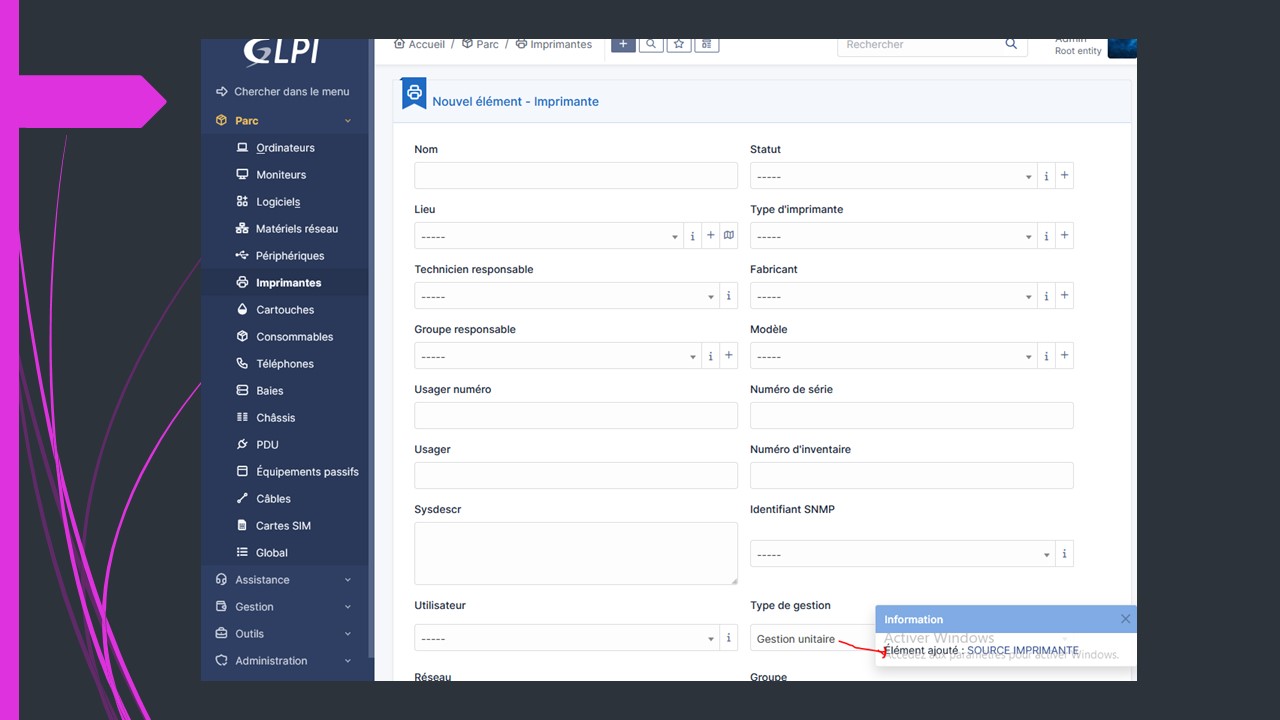 GLPI
Accueil / Parc / Imprimantes
Rechercher
Admin
Root entity
Chercher dans le menu
Parc
Ordinateurs
Moniteurs
Logiciels
Matériels réseau
Périphériques
Imprimantes
Cartouches
Consommables
Téléphones
Baies
Châssis
PDU
Équipements passifs
Câbles
Cartes SIM
Global
Assistance
Gestion
Outils
Administration
Nouvel élément - Imprimante
Nom
Statut
-----
Lieu
-----
Type d'imprimante
-----
Technicien responsable
-----
Fabricant
-----
Groupe responsable
-----
Modèle
-----
Usager numéro
Numéro de série
Usager
Numéro d'inventaire
Sysdescr
Identifiant SNMP
-----
Utilisateur
-----
Type de gestion
Gestion unitaire
Réseau
Groupe
Information
Activer Windows
Élément ajouté : SOURCE IMPRIMANTE
Accédez aux paramètres pour activer Windows.